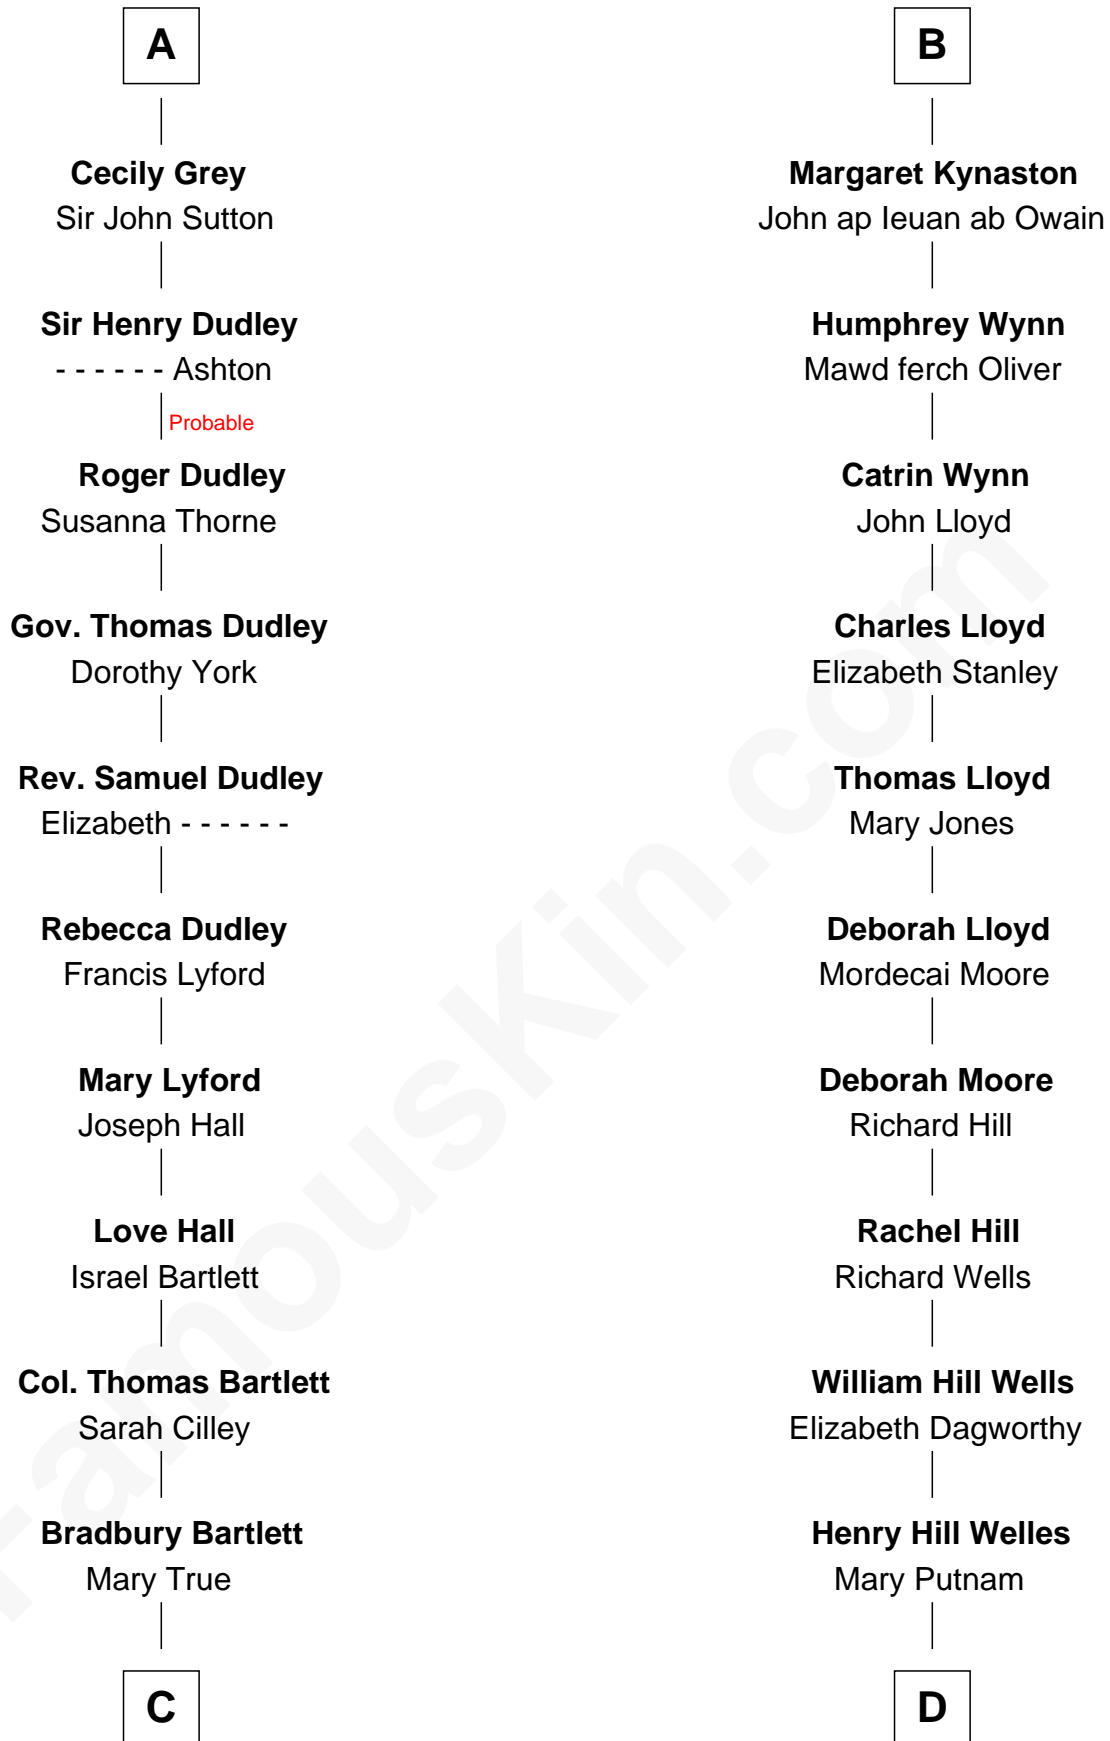 A
Cecily Grey
Sir John Sutton
Sir Henry Dudley
- - - - - - Ashton
Probable
Roger Dudley
Susanna Thorne
Gov. Thomas Dudley
Dorothy York
Rev. Samuel Dudley
Elizabeth - - - - - -
Rebecca Dudley
Francis Lyford
Mary Lyford
Joseph Hall
Love Hall
Israel Bartlett
Col. Thomas Bartlett
Sarah Cilley
Bradbury Bartlett
Mary True
C
B
Margaret Kynaston
John ap Ieuan ab Owain
Humphrey Wynn
Mawd ferch Oliver
Catrin Wynn
John Lloyd
Charles Lloyd
Elizabeth Stanley
Thomas Lloyd
Mary Jones
Deborah Lloyd
Mordecai Moore
Deborah Moore
Richard Hill
Rachel Hill
Richard Wells
William Hill Wells
Elizabeth Dagworthy
Henry Hill Welles
Mary Putnam
D
FamousKin.com